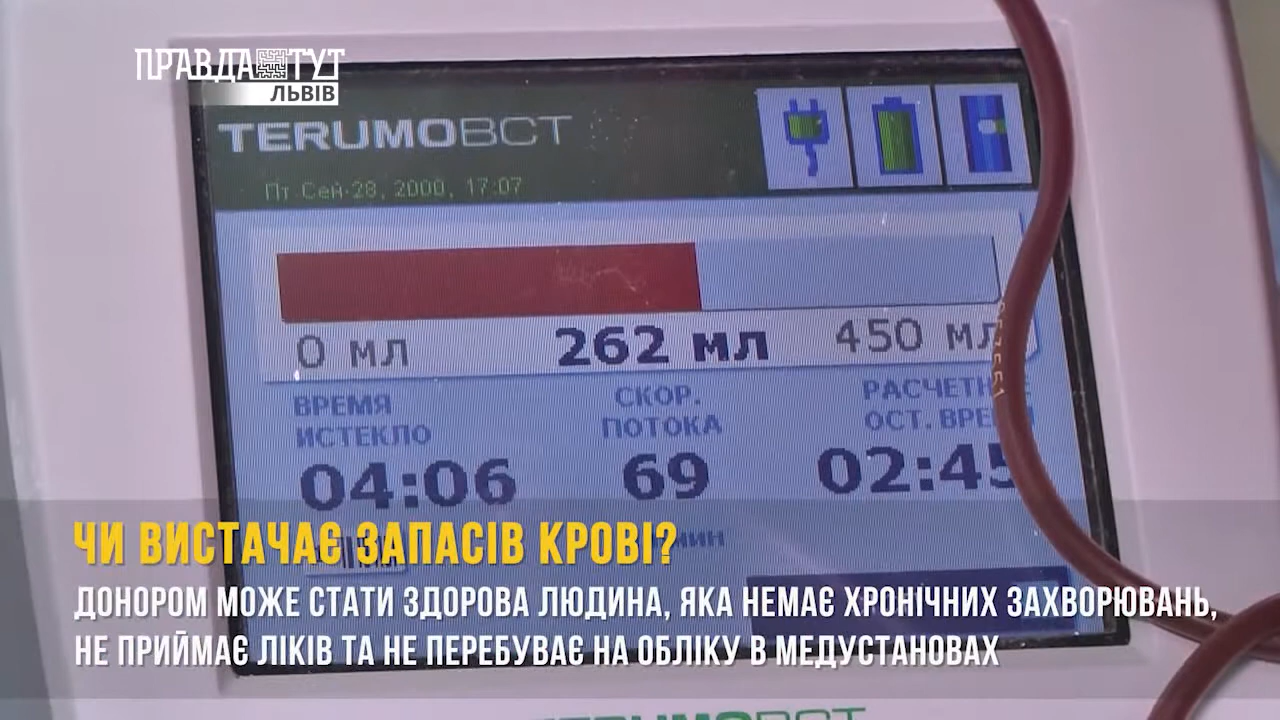 ПРАВДА ТУТ
ЛЬВІВ
TERUMOBCT
Пт Сен-28, 2000, 17:07
0 мл 262 мл 450 мл
ВРЕМЯ ИСТЕКЛО
СКОР. ПОТОКА
РАСЧЕТНОЕ ОСТ. ВРЕМЯ
04:06 69 02:45
ЧИ ВИСТАЧАЄ ЗАПАСІВ КРОВІ?
ДОНОРОМ МОЖЕ СТАТИ ЗДОРОВА ЛЮДИНА, ЯКА НЕМАЄ ХРОНІЧНИХ ЗАХВОРЮВАНЬ,
НЕ ПРИЙМАЄ ЛІКІВ ТА НЕ ПЕРЕБУВАЄ НА ОБЛІКУ В МЕДУСТАНОВАХ
TERUMOBCT